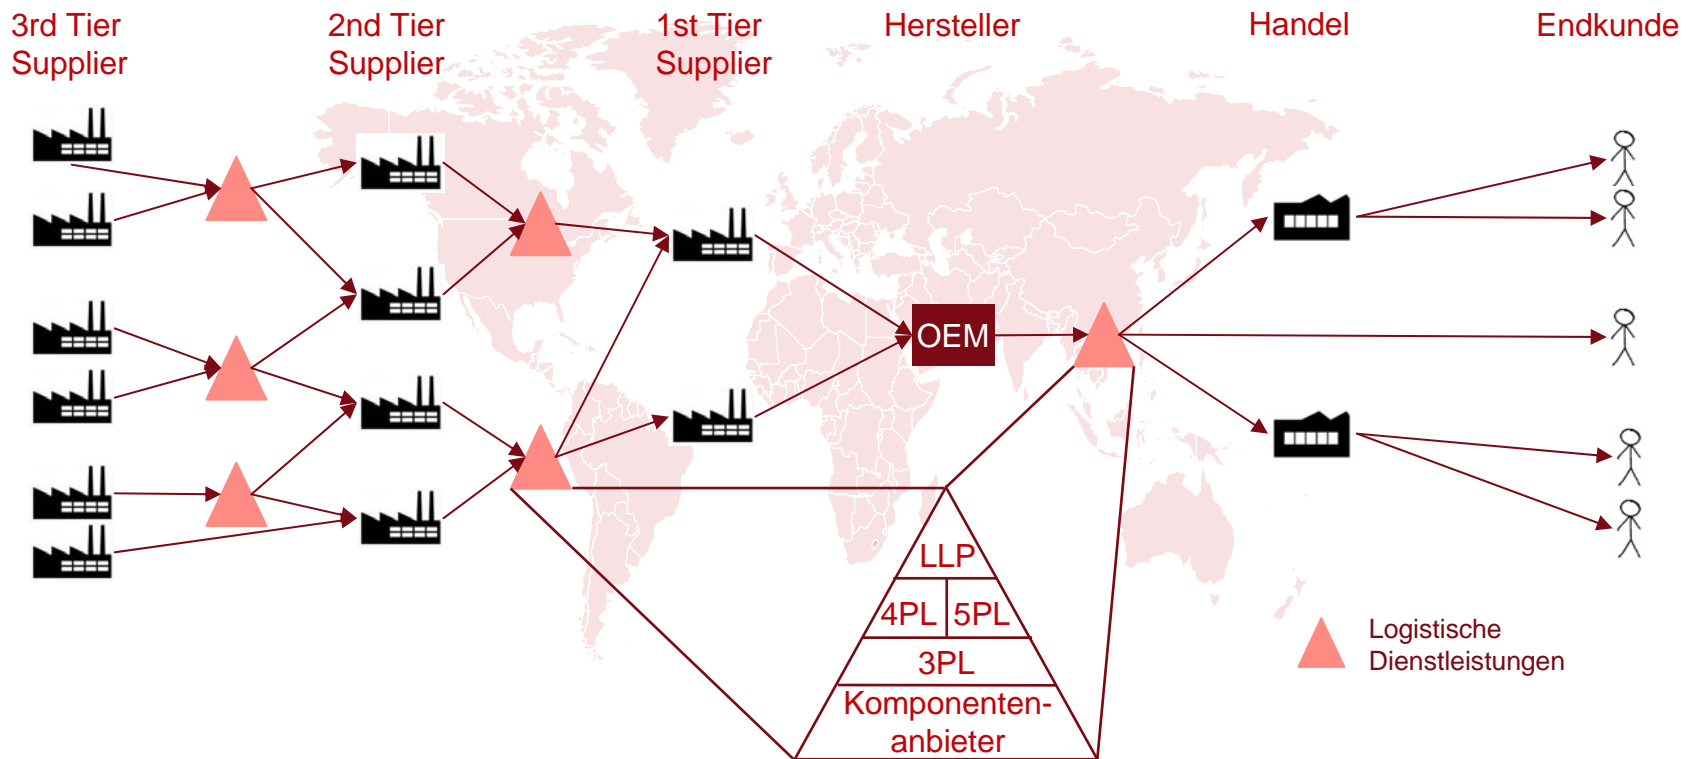 3rd Tier
Supplier
2nd Tier
Supplier
1st Tier
Supplier
Hersteller
Handel
Endkunde
OEM
LLP
4PL
5PL
3PL
Komponenten-
anbieter
Logistische
Dienstleistungen